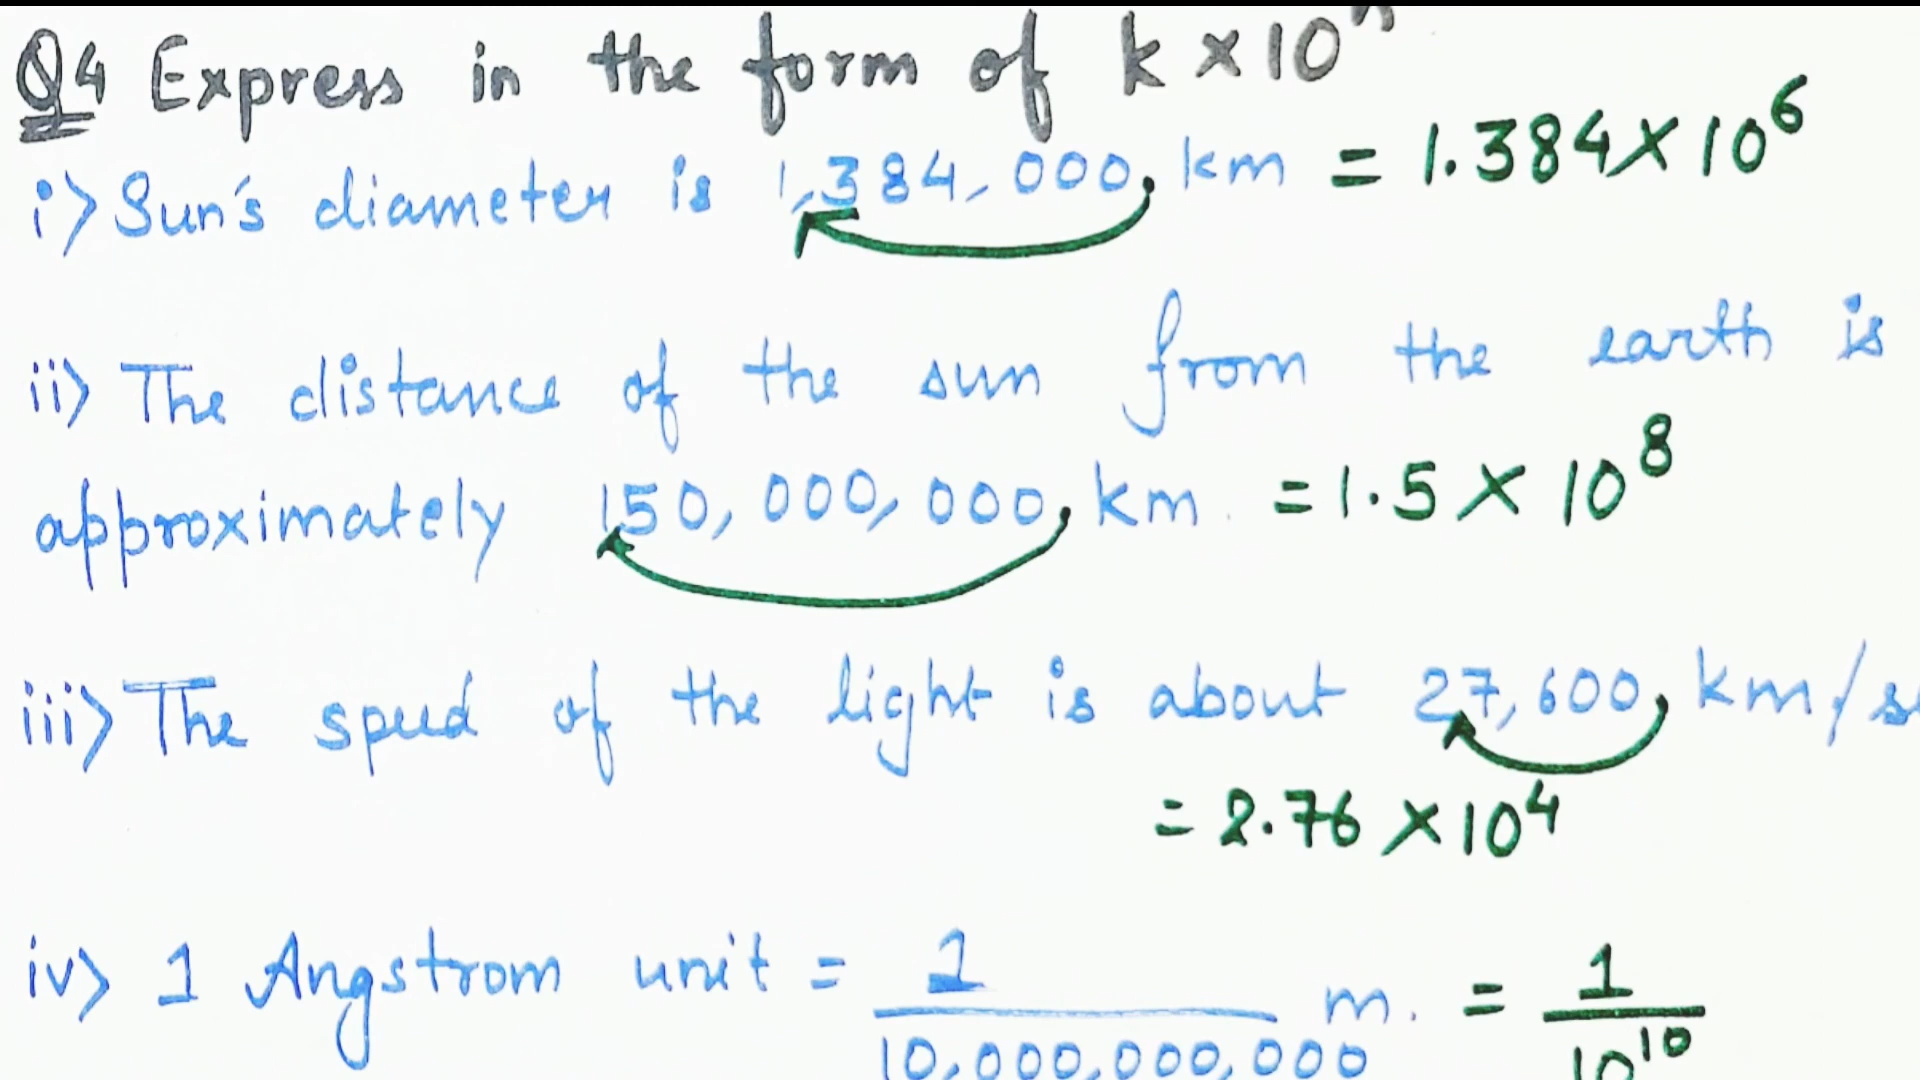 Q4 Express in the form of k × 10ⁿ
i) Sun's diameter is 1,384,000 km = 1.384 × 10⁶
ii) The distance of the sun from the earth is
approximately 150,000,000 km = 1.5 × 10⁸
iii) The speed of the light is about 27,600 km/s
= 2.76 × 10⁴
iv) 1 Angstrom unit = 1/10,000,000,000 m. = 1/10¹⁰